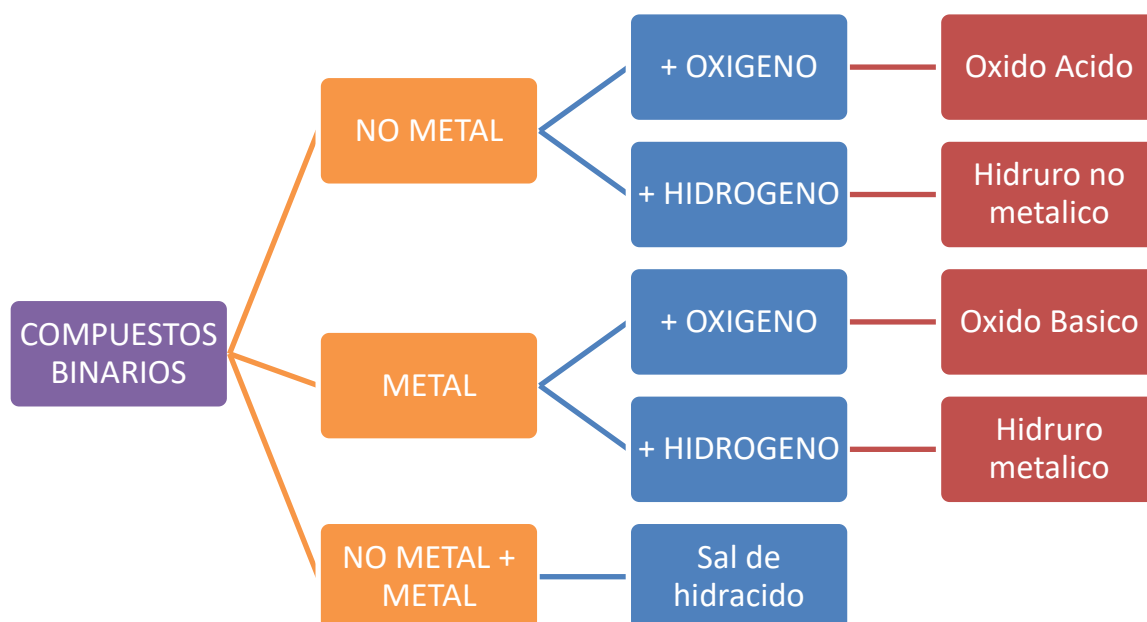 COMPUESTOS
BINARIOS
NO METAL
+ OXIGENO
Oxido Acido
+ HIDROGENO
Hidruro no
metalico
METAL
+ OXIGENO
Oxido Basico
+ HIDROGENO
Hidruro
metalico
NO METAL +
METAL
Sal de
hidracido